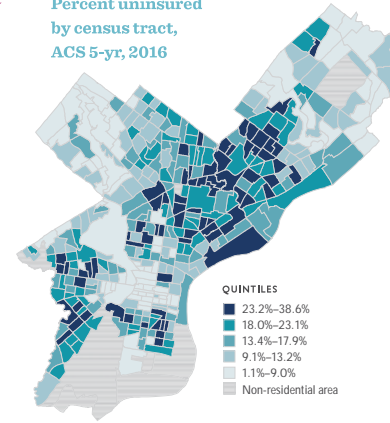 Percent uninsured
by census tract,
ACS 5-yr, 2016
QUINTILES
23.2%–38.6%
18.0%–23.1%
13.4%–17.9%
9.1%–13.2%
1.1%–9.0%
Non-residential area